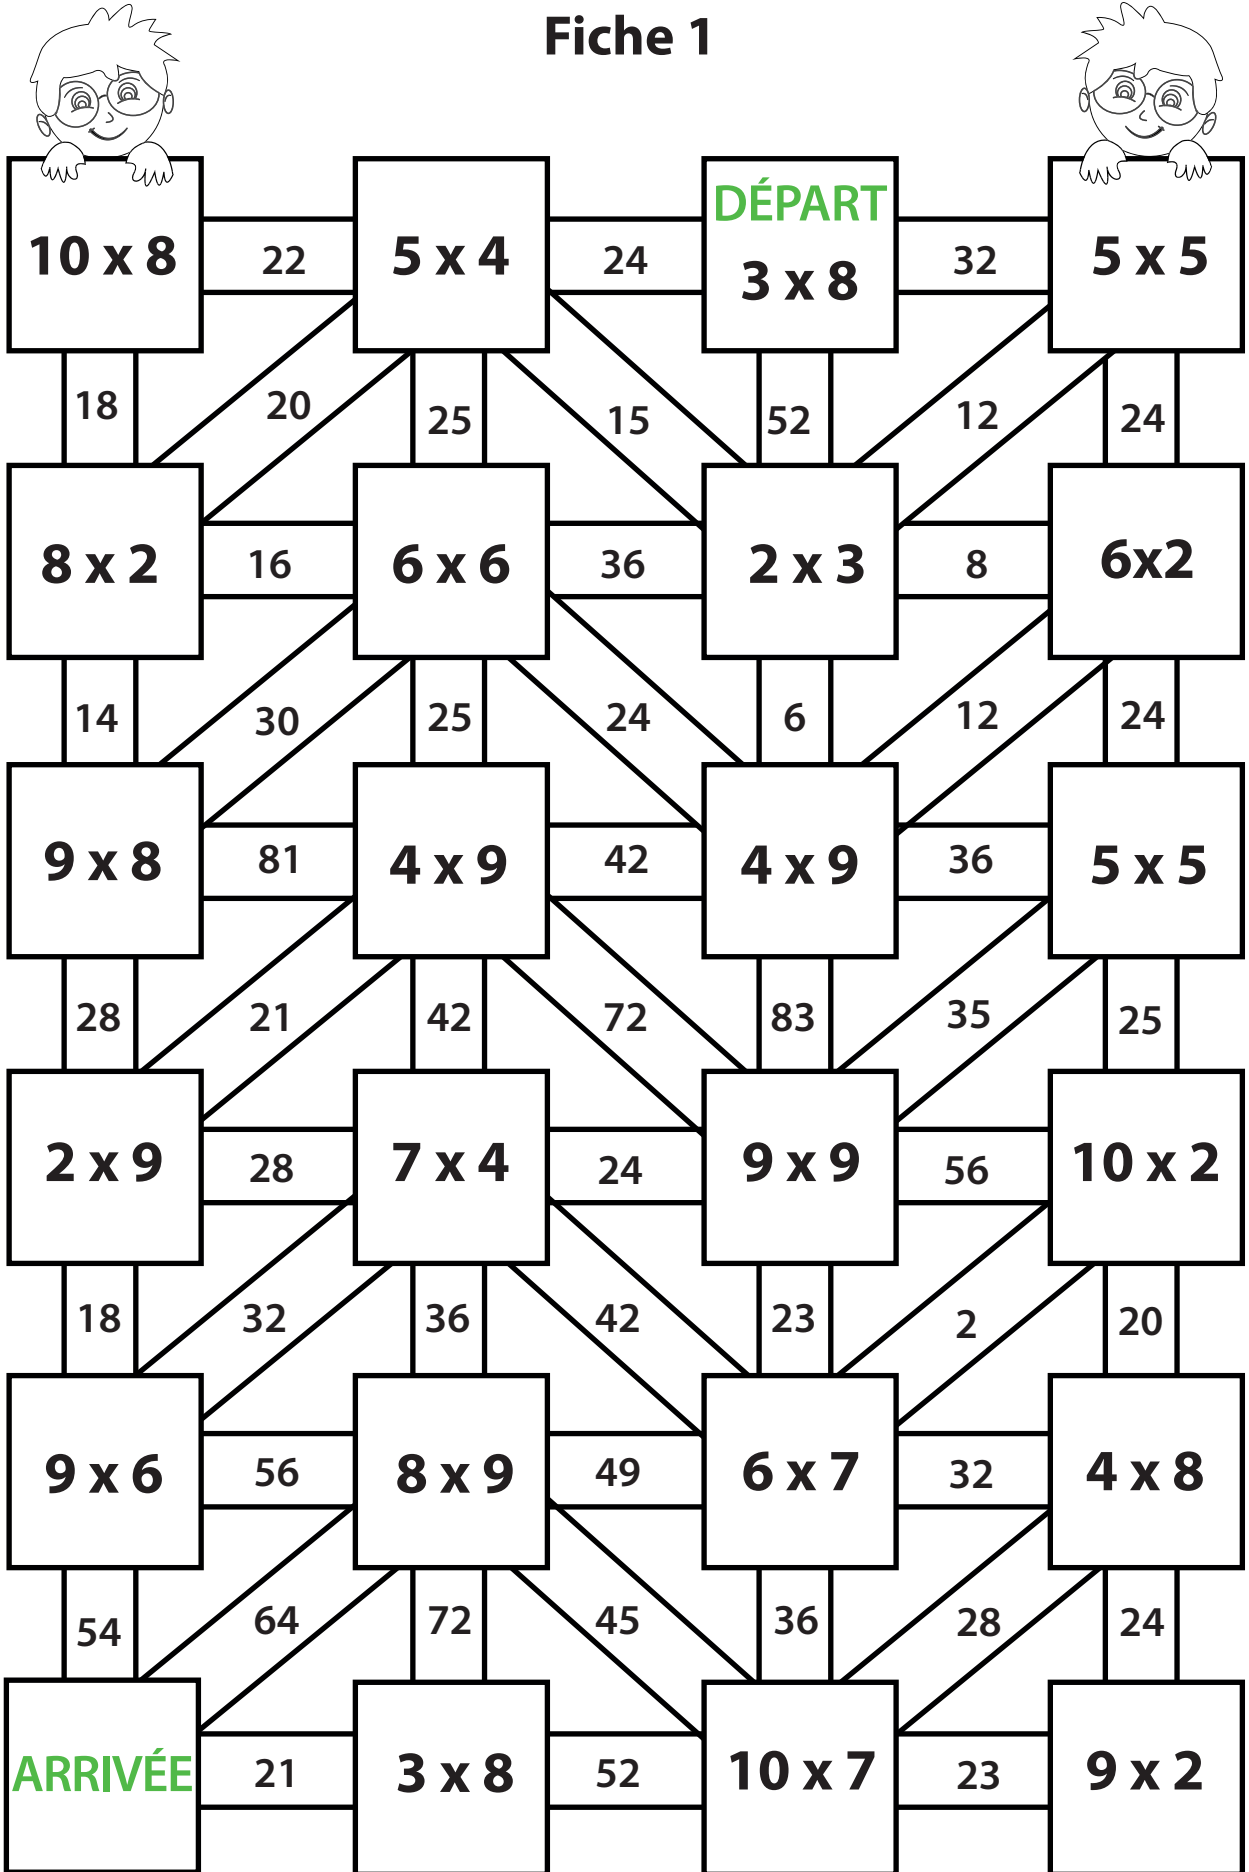 Fiche 1
DÉPART
10 x 8 22 5 x 4 24 3 x 8 32 5 x 5
18 20 25 15 52 12 24
8 x 2 16 6 x 6 36 2 x 3 8 6x2
14 30 25 24 6 12 24
9 x 8 81 4 x 9 42 4 x 9 36 5 x 5
28 21 42 72 83 35 25
2 x 9 28 7 x 4 24 9 x 9 56 10 x 2
18 32 36 42 23 2 20
9 x 6 56 8 x 9 49 6 x 7 32 4 x 8
54 64 72 45 36 28 24
ARRIVÉE 21 3 x 8 52 10 x 7 23 9 x 2